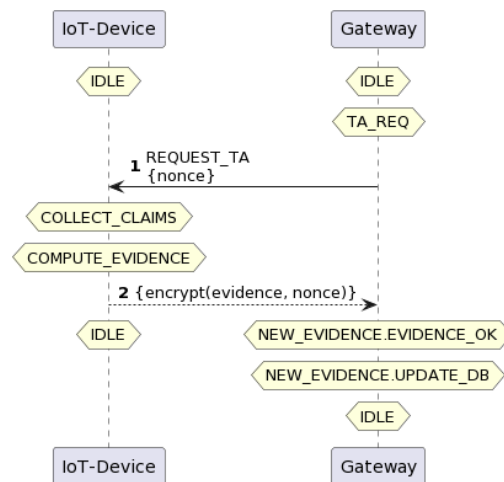 IoT-Device
Gateway
IDLE
IDLE
TA_REQ
1 REQUEST_TA
{nonce}
COLLECT_CLAIMS
COMPUTE_EVIDENCE
2 {encrypt(evidence, nonce)}
IDLE
NEW_EVIDENCE.EVIDENCE_OK
NEW_EVIDENCE.UPDATE_DB
IDLE
IoT-Device
Gateway